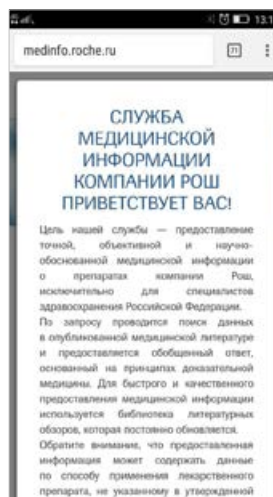 13:1
medinfo.roche.ru
21
СЛУЖБА
МЕДИЦИНСКОЙ
ИНФОРМАЦИИ
КОМПАНИИ РОШ
ПРИВЕТСТВУЕТ ВАС!
Цель нашей службы — предоставление
точной, объективной и научно-
обоснованной медицинской информации
о препаратах компании Рош,
исключительно для специалистов
здравоохранения Российской Федерации.
По запросу проводится поиск данных
в опубликованной медицинской литературе
и предоставляется обобщенный ответ,
основанный на принципах доказательной
медицины. Для быстрого и качественного
предоставления медицинской информации
используется библиотека литературных
обзоров, которая постоянно обновляется.
Обратите внимание, что предоставленная
информация может содержать данные
по способу применения лекарственного
препарата, не указанному в утвержденной